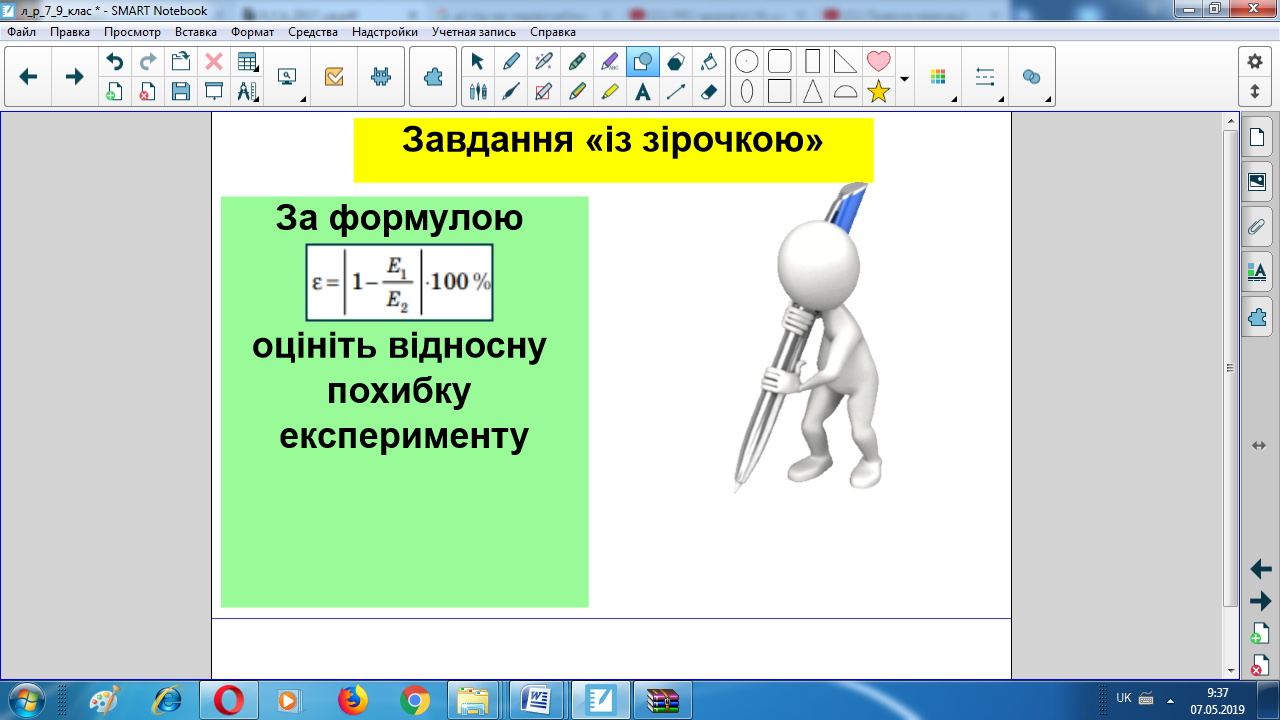 л_р_7_9_клас * - SMART Notebook
Файл Правка Просмотр Вставка Формат Средства Надстройки Учетная запись Справка
Завдання «із зірочкою»
За формулою
ε = | 1 − E₁/E₂ | · 100 %
оцініть відносну
похибку
експерименту
UK
9:37
07.05.2019